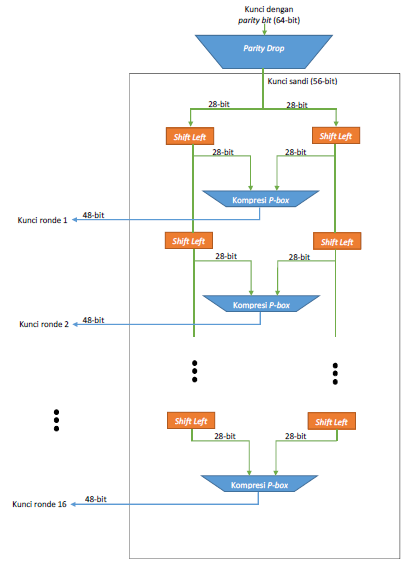 Kunci dengan
parity bit (64-bit)
Parity Drop
Kunci sandi (56-bit)
28-bit
28-bit
Shift Left
Shift Left
28-bit
28-bit
Kompresi P-box
48-bit
Kunci ronde 1
Shift Left
Shift Left
28-bit
28-bit
Kompresi P-box
48-bit
Kunci ronde 2
Shift Left
Shift Left
28-bit
28-bit
Kompresi P-box
48-bit
Kunci ronde 16